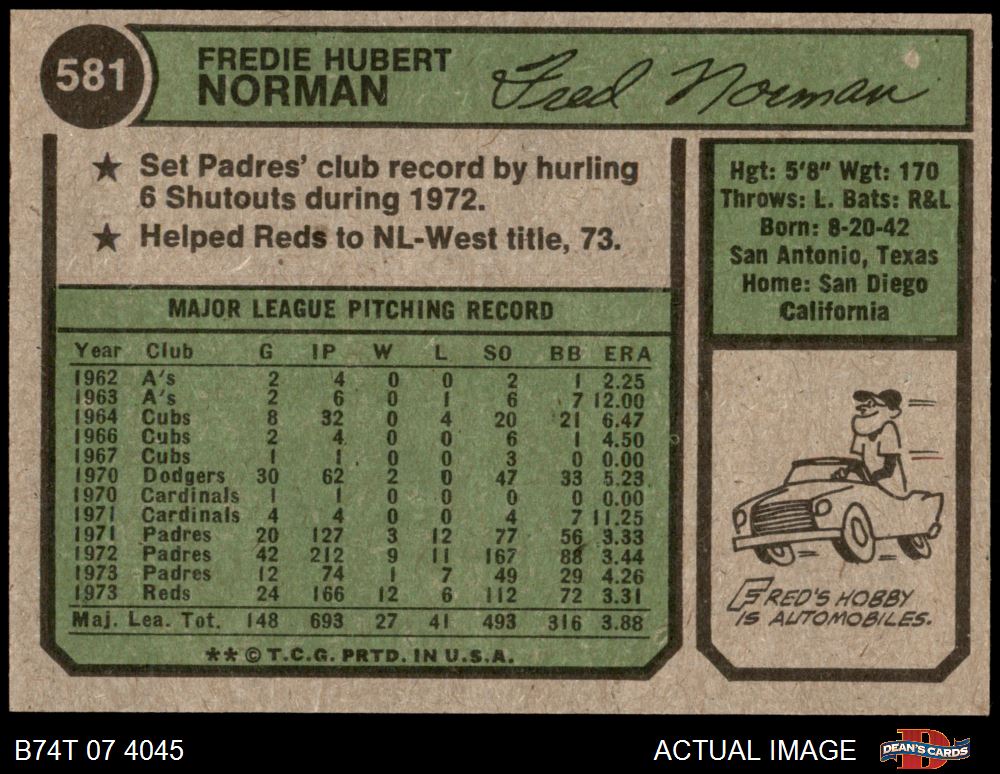 581
FREDIE HUBERT
NORMAN
Fred Norman
★ Set Padres' club record by hurling
6 Shutouts during 1972.
★ Helped Reds to NL-West title, 73.
Hgt: 5'8" Wgt: 170
Throws: L. Bats: R&L
Born: 8-20-42
San Antonio, Texas
Home: San Diego
California
MAJOR LEAGUE PITCHING RECORD
Year Club G IP W L SO BB ERA
1962 A's 2 4 0 0 2 1 2.25
1963 A's 2 6 0 1 6 7 12.00
1964 Cubs 8 32 0 4 20 21 6.47
1966 Cubs 2 4 0 0 6 1 4.50
1967 Cubs 1 1 0 0 3 0 0.00
1970 Dodgers 30 62 2 0 47 33 5.23
1970 Cardinals 1 1 0 0 0 0 0.00
1971 Cardinals 4 4 0 0 4 7 11.25
1971 Padres 20 127 3 12 77 56 3.33
1972 Padres 42 212 9 11 167 88 3.44
1973 Padres 12 74 1 7 49 29 4.26
1973 Reds 24 166 12 6 112 72 3.31
Maj. Lea. Tot. 148 693 27 41 493 316 3.88
** © T.C.G. PRTD. IN U.S.A.
FRED'S HOBBY
IS AUTOMOBILES.
B74T 07 4045
ACTUAL IMAGE
DEAN'S CARDS